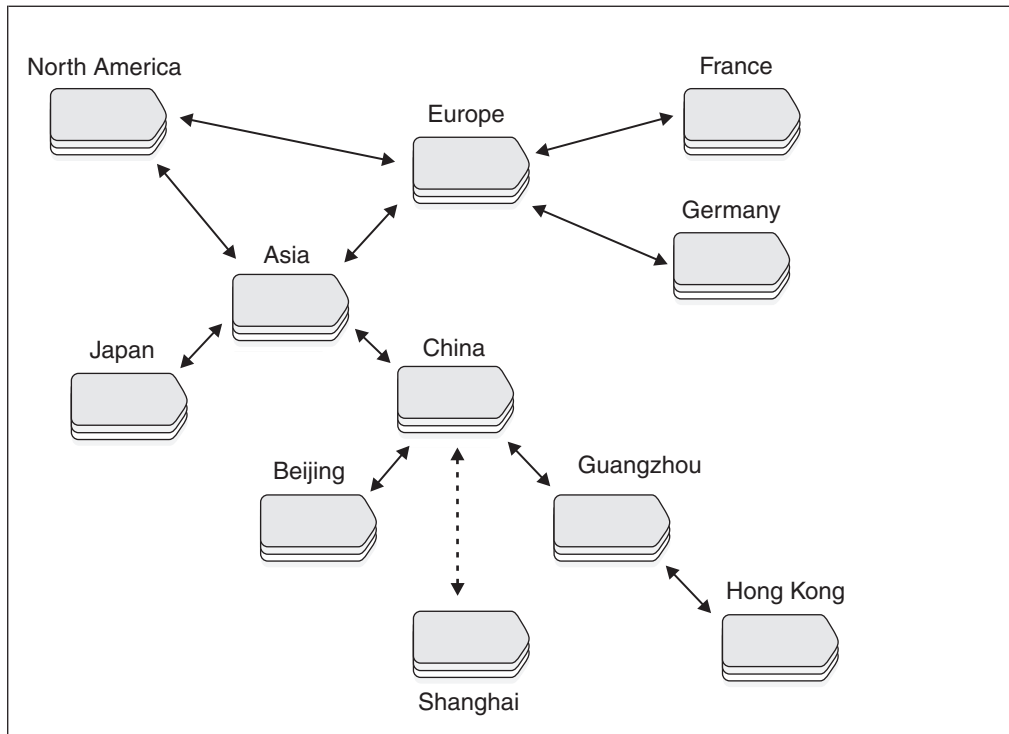 North America
France
Europe
Germany
Asia
Japan
China
Beijing
Guangzhou
Hong Kong
Shanghai